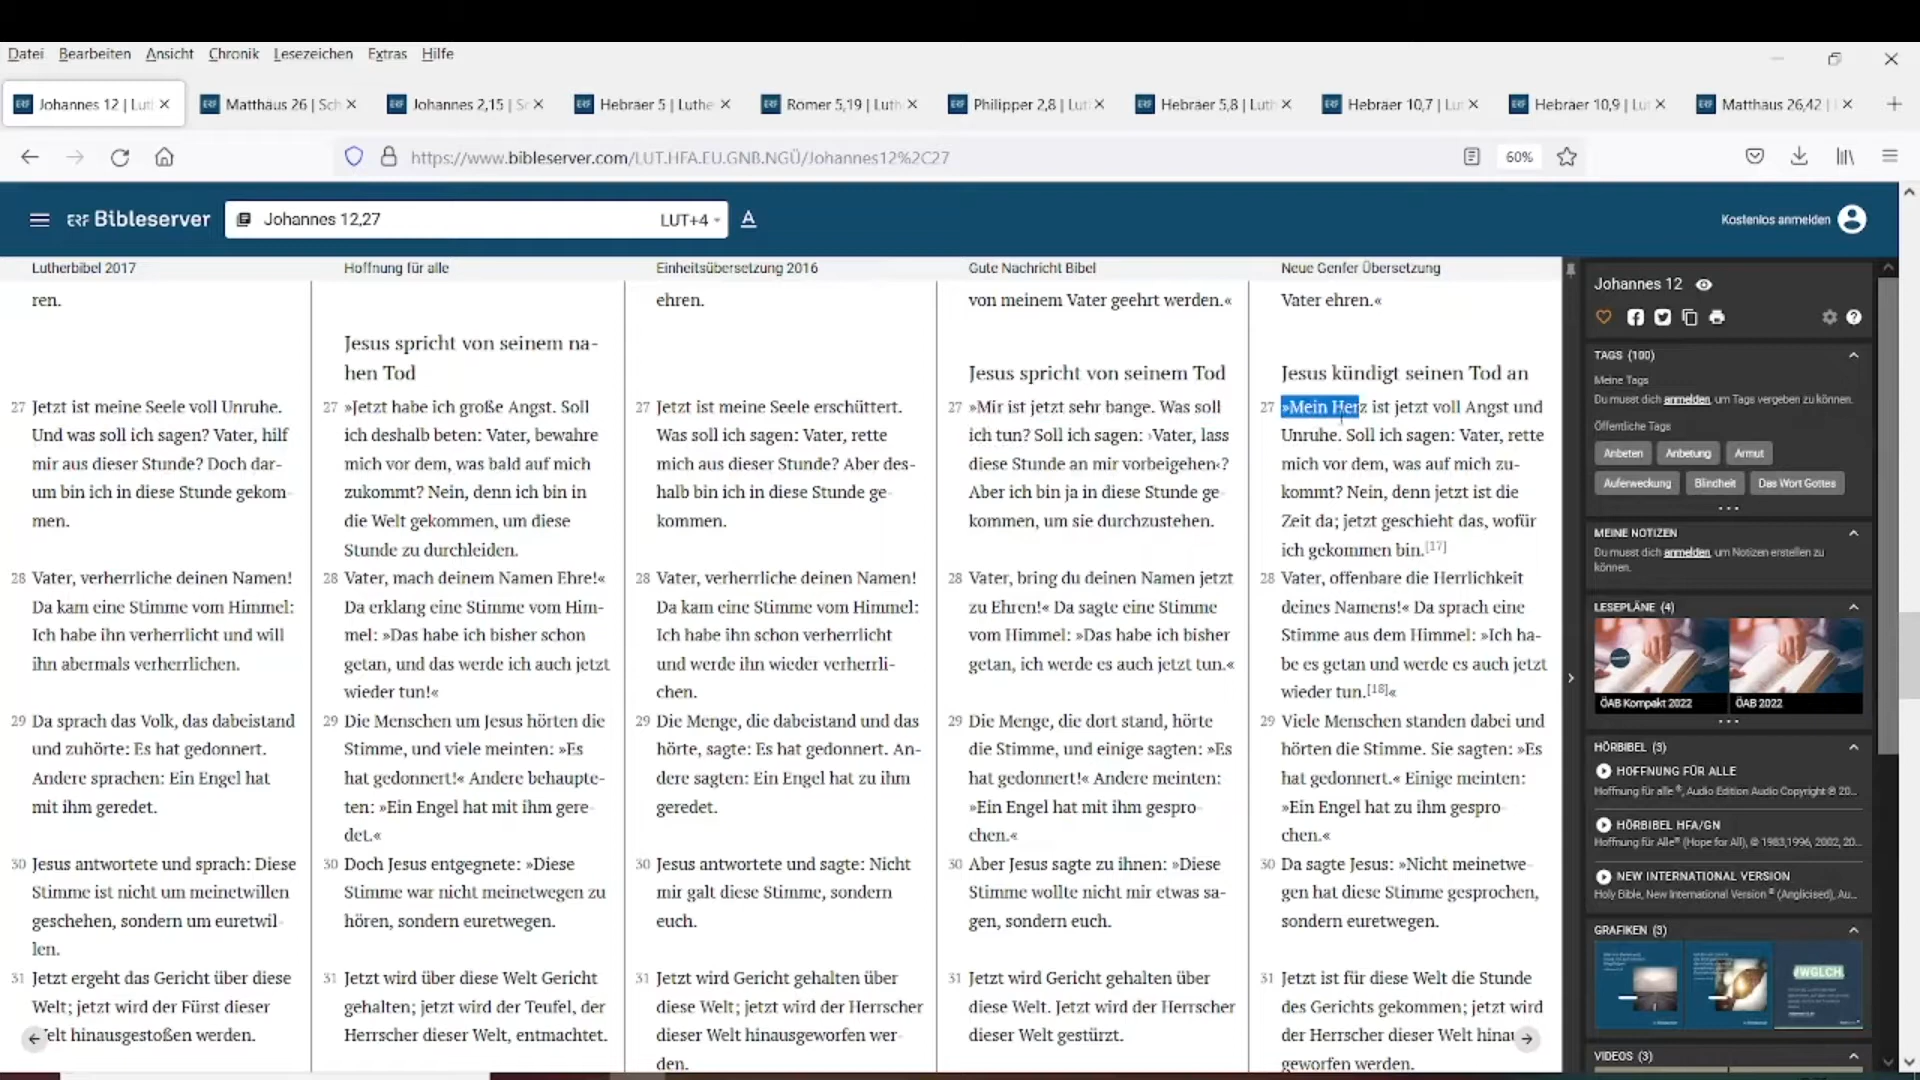 Datei Bearbeiten Ansicht Chronik Lesezeichen Extras Hilfe
Johannes 12 | Lut Matthäus 26 | Sch Johannes 2,15 | Sc Hebraeer 5 | Luthe Romer 5,19 | Luth Philipper 2,8 | Lut Hebraeer 5,8 | Luth Hebraeer 10,7 | Lut Hebraeer 10,9 | Lu Matthaus 26,42 |
https://www.bibleserver.com/LUT.HFA.EU.GNB.NGÜ/Johannes12%2C27 60%
ERF Bibleserver Johannes 12,27 LUT+4 A Kostenlos anmelden
Lutherbibel 2017
ren.
27 Jetzt ist meine Seele voll Unruhe.
Und was soll ich sagen? Vater, hilf
mir aus dieser Stunde? Doch dar-
um bin ich in diese Stunde gekom-
men.
28 Vater, verherrliche deinen Namen!
Da kam eine Stimme vom Himmel:
Ich habe ihn verherrlicht und will
ihn abermals verherrlichen.
29 Da sprach das Volk, das dabeistand
und zuhörte: Es hat gedonnert.
Andere sprachen: Ein Engel hat
mit ihm geredet.
30 Jesus antwortete und sprach: Diese
Stimme ist nicht um meinetwillen
geschehen, sondern um euretwil-
len.
31 Jetzt ergeht das Gericht über diese
Welt; jetzt wird der Fürst dieser
elt hinausgestoßen werden.
Hoffnung für alle
Jesus spricht von seinem na-
hen Tod
27 »Jetzt habe ich große Angst. Soll
ich deshalb beten: Vater, bewahre
mich vor dem, was bald auf mich
zukommt? Nein, denn ich bin in
die Welt gekommen, um diese
Stunde zu durchleiden.
28 Vater, mach deinem Namen Ehre!«
Da erklang eine Stimme vom Him-
mel: »Das habe ich bisher schon
getan, und das werde ich auch jetzt
wieder tun!«
29 Die Menschen um Jesus hörten die
Stimme, und viele meinten: »Es
hat gedonnert!« Andere behaupte-
ten: »Ein Engel hat mit ihm gere-
det.«
30 Doch Jesus entgegnete: »Diese
Stimme war nicht meinetwegen zu
hören, sondern euretwegen.
31 Jetzt wird über diese Welt Gericht
gehalten; jetzt wird der Teufel, der
Herrscher dieser Welt, entmachtet.
Einheitsübersetzung 2016
ehren.
27 Jetzt ist meine Seele erschüttert.
Was soll ich sagen: Vater, rette
mich aus dieser Stunde? Aber des-
halb bin ich in diese Stunde ge-
kommen.
28 Vater, verherrliche deinen Namen!
Da kam eine Stimme vom Himmel:
Ich habe ihn schon verherrlicht
und werde ihn wieder verherrli-
chen.
29 Die Menge, die dabeistand und das
hörte, sagte: Es hat gedonnert. An-
dere sagten: Ein Engel hat zu ihm
geredet.
30 Jesus antwortete und sagte: Nicht
mir galt diese Stimme, sondern
euch.
31 Jetzt wird Gericht gehalten über
diese Welt; jetzt wird der Herrscher
dieser Welt hinausgeworfen wer-
den.
Gute Nachricht Bibel
von meinem Vater geehrt werden.«
Jesus spricht von seinem Tod
27 »Mir ist jetzt sehr bange. Was soll
ich tun? Soll ich sagen: ›Vater, lass
diese Stunde an mir vorbeigehen‹?
Aber ich bin ja in diese Stunde ge-
kommen, um sie durchzustehen.
28 Vater, bring du deinen Namen jetzt
zu Ehren!« Da sagte eine Stimme
vom Himmel: »Das habe ich bisher
getan, ich werde es auch jetzt tun.«
29 Die Menge, die dort stand, hörte
die Stimme, und einige sagten: »Es
hat gedonnert!« Andere meinten:
»Ein Engel hat mit ihm gespro-
chen.«
30 Aber Jesus sagte zu ihnen: »Diese
Stimme wollte nicht mir etwas sa-
gen, sondern euch.
31 Jetzt wird Gericht gehalten über
diese Welt. Jetzt wird der Herrscher
dieser Welt gestürzt.
Neue Genfer Übersetzung
Vater ehren.«
Jesus kündigt seinen Tod an
27 »Mein Herz ist jetzt voll Angst und
Unruhe. Soll ich sagen: Vater, rette
mich vor dem, was auf mich zu-
kommt? Nein, denn jetzt ist die
Zeit da; jetzt geschieht das, wofür
ich gekommen bin.[17]
28 Vater, offenbare die Herrlichkeit
deines Namens!« Da sprach eine
Stimme aus dem Himmel: »Ich ha-
be es getan und werde es auch jetzt
wieder tun.[18]«
29 Viele Menschen standen dabei und
hörten die Stimme. Sie sagten: »Es
hat gedonnert.« Einige meinten:
»Ein Engel hat zu ihm gespro-
chen.«
30 Da sagte Jesus: »Nicht meinetwe-
gen hat diese Stimme gesprochen,
sondern euretwegen.
31 Jetzt ist für diese Welt die Stunde
des Gerichts gekommen; jetzt wird
der Herrscher dieser Welt hinau
geworfen werden.
Johannes 12
TAGS (100)
Meine Tags
Du musst dich anmelden, um Tags vergeben zu können.
Öffentliche Tags
Anbeten Anbetung Armut
Auferweckung Blindheit Das Wort Gottes
MEINE NOTIZEN
Du musst dich anmelden, um Notizen erstellen zu
können.
LESEPLÄNE (4)
ÖAB Kompakt 2022 ÖAB 2022
HÖRBIBEL (3)
HOFFNUNG FÜR ALLE
Hoffnung für alle ®, Audio Edition Audio Copyright ℗ 20...
HÖRBIBEL HFA/GN
Hoffnung für Alle® (Hope for All), © 1983,1996, 2002, 20...
NEW INTERNATIONAL VERSION
Holy Bible, New International Version ® (Anglicised), Au...
GRAFIKEN (3)
#WGLCH
VIDEOS (3)